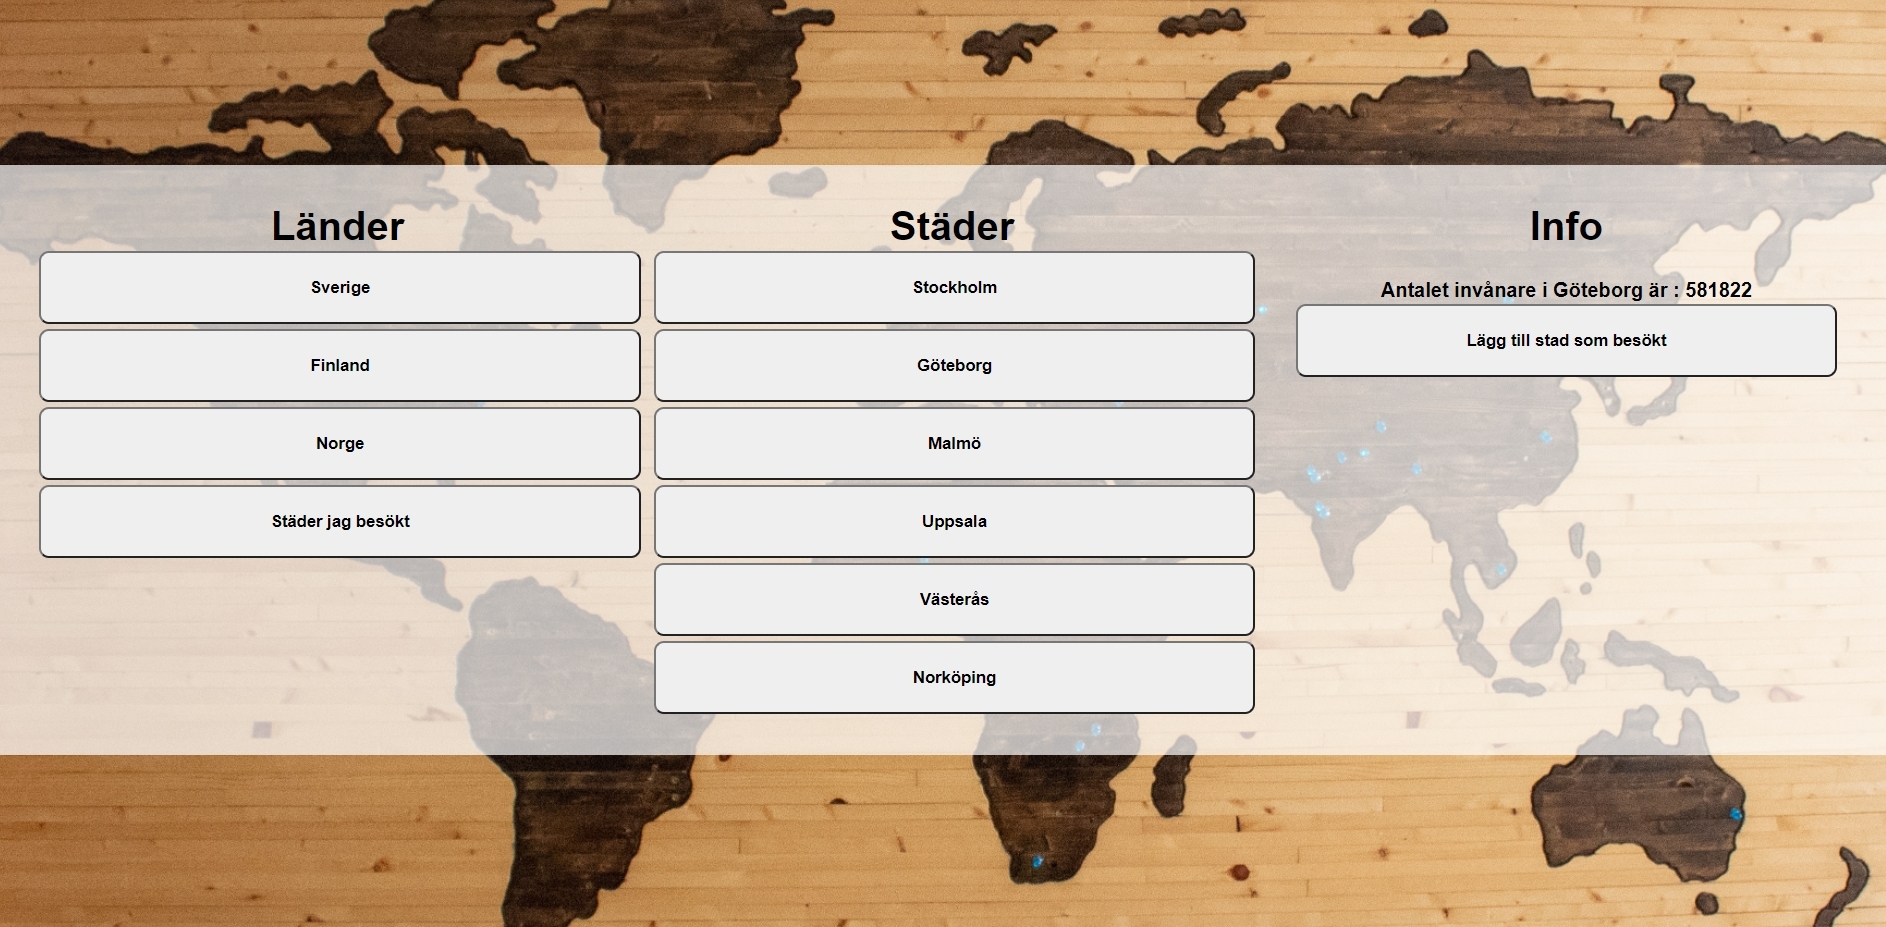 Länder
Sverige
Finland
Norge
Städer jag besökt
Städer
Stockholm
Göteborg
Malmö
Uppsala
Västerås
Norköping
Info
Antalet invånare i Göteborg är : 581822
Lägg till stad som besökt